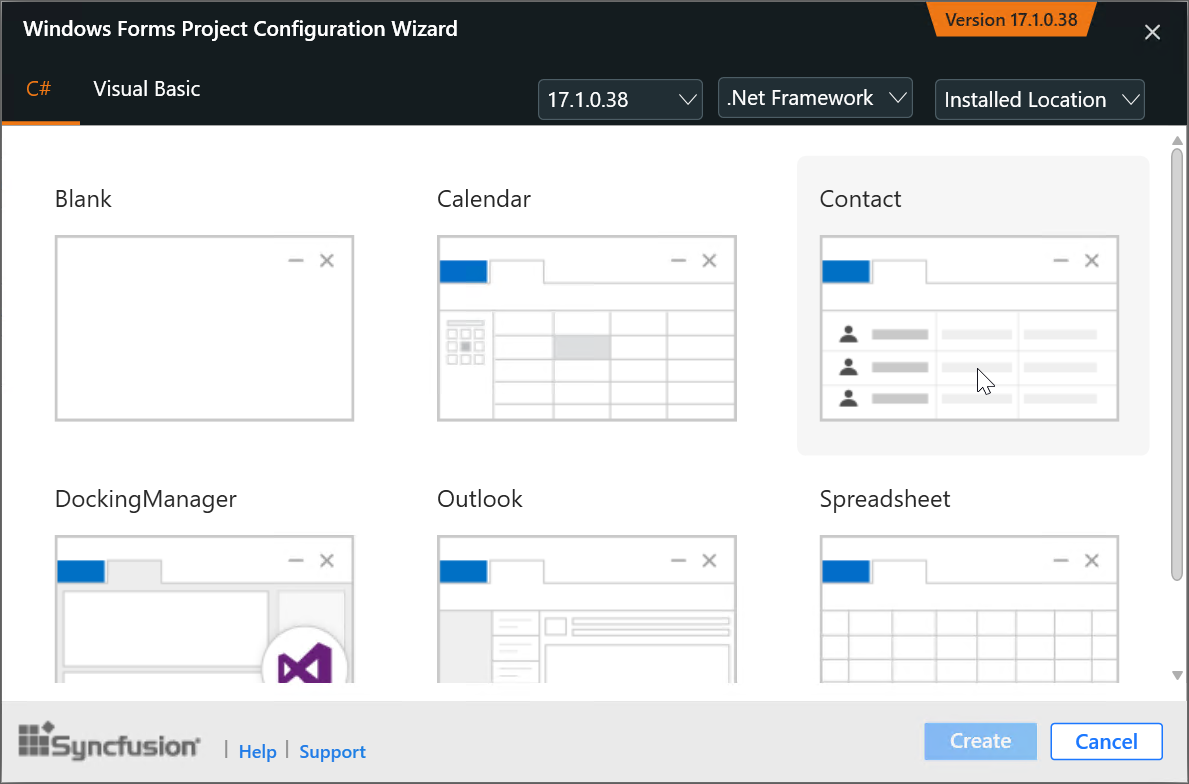 Windows Forms Project Configuration Wizard
Version 17.1.0.38
C#
Visual Basic
17.1.0.38
.Net Framework
Installed Location
Blank
Calendar
Contact
DockingManager
Outlook
Spreadsheet
Syncfusion
| Help | Support
Create
Cancel